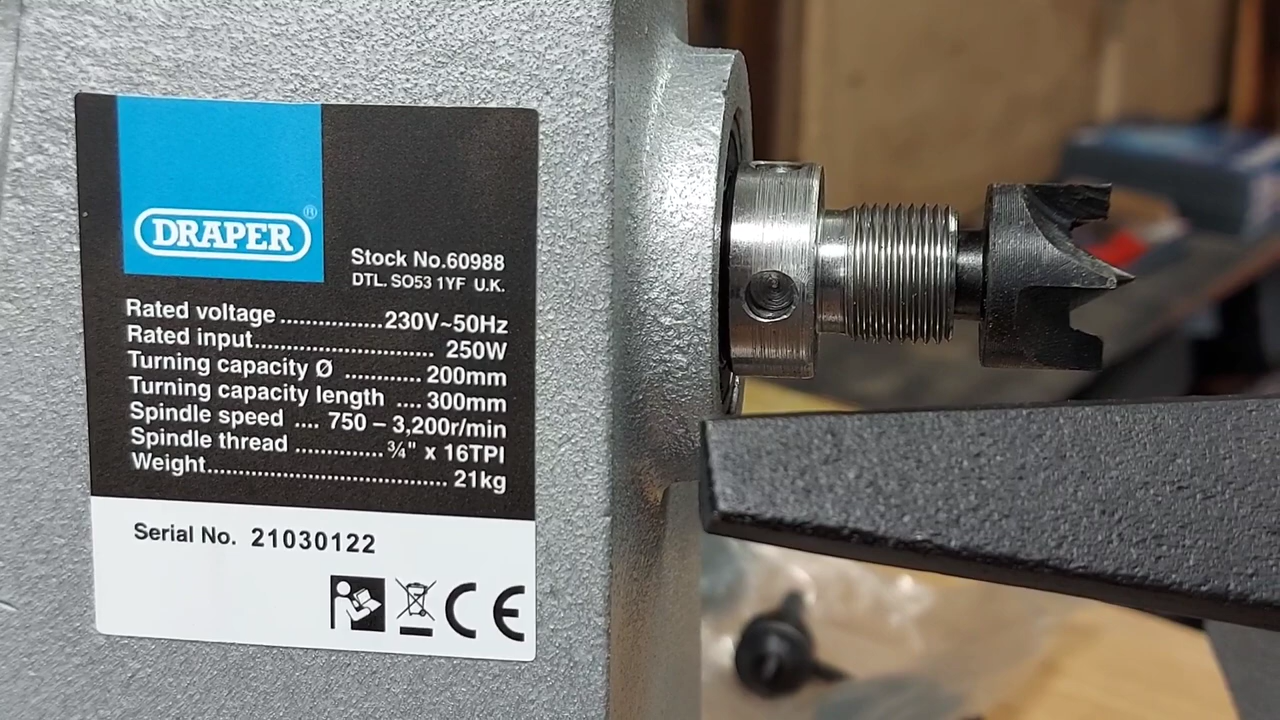 DRAPER®
Stock No.60988
DTL. SO53 1YF U.K.
Rated voltage ................230V~50Hz
Rated input............................ 250W
Turning capacity Ø ............ 200mm
Turning capacity length .... 300mm
Spindle speed .... 750 – 3,200r/min
Spindle thread ..............¾" x 16TPI
Weight...................................... 21kg
Serial No. 21030122
CE